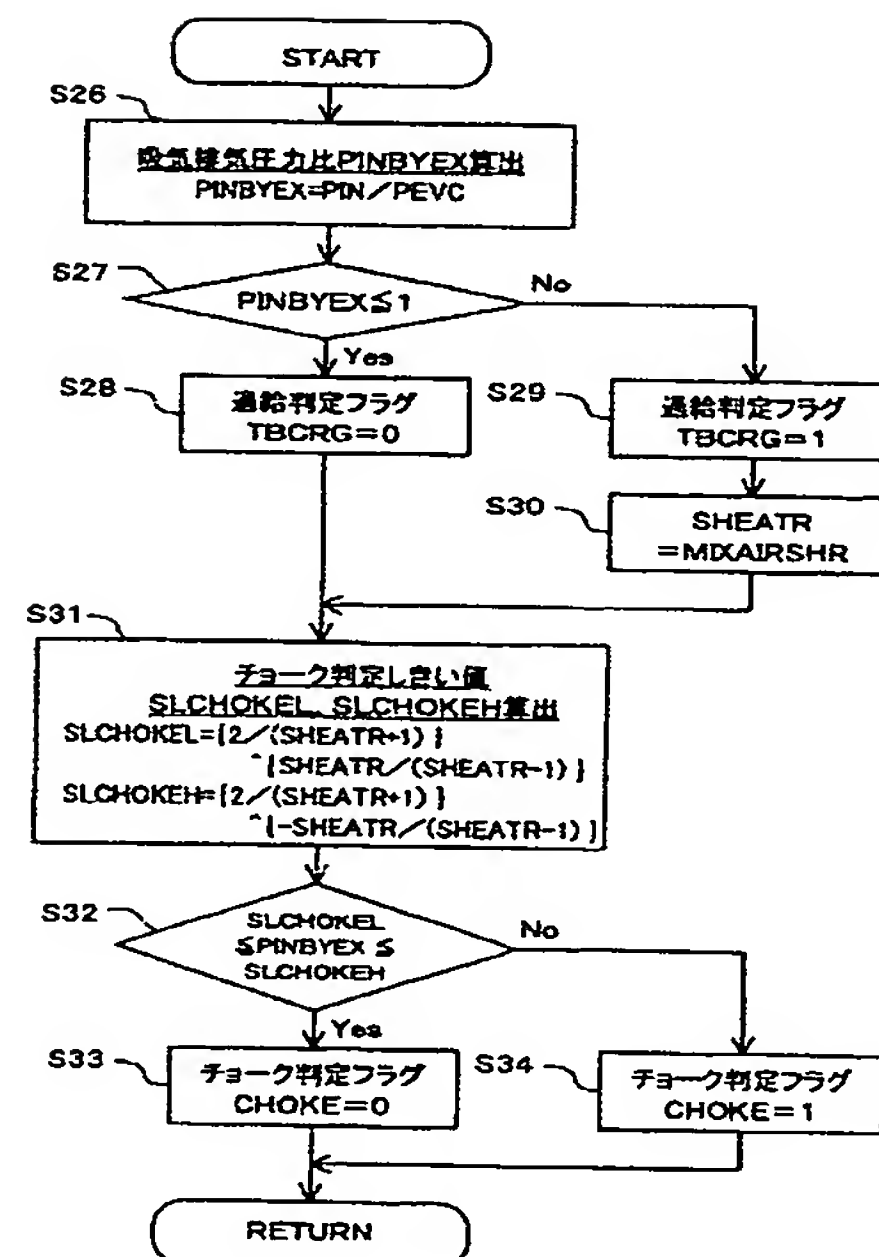 START
S26
吸気排気圧力比PINBYEX算出
PINBYEX=PIN／PEVC
S27
PINBYEX≦1
No
Yes
S28
過給判定フラグ
TBCRG=0
S29
過給判定フラグ
TBCRG=1
S30
SHEATR
=MIXAIRSHR
S31
チョーク判定しきい値
SLCHOKEL、SLCHOKEH算出
SLCHOKEL={2／(SHEATR+1)}
^{SHEATR／(SHEATR-1)}
SLCHOKEH={2／(SHEATR+1)}
^{-SHEATR／(SHEATR-1)}
S32
SLCHOKEL
≦PINBYEX≦
SLCHOKEH
No
Yes
S33
チョーク判定フラグ
CHOKE=0
S34
チョーク判定フラグ
CHOKE=1
RETURN